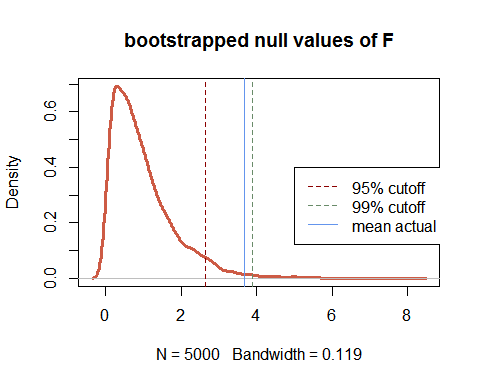 bootstrapped null values of F
Density
0.6
0.4
0.2
0.0
95% cutoff
99% cutoff
mean actual
0 2 4 6 8
N = 5000 Bandwidth = 0.119